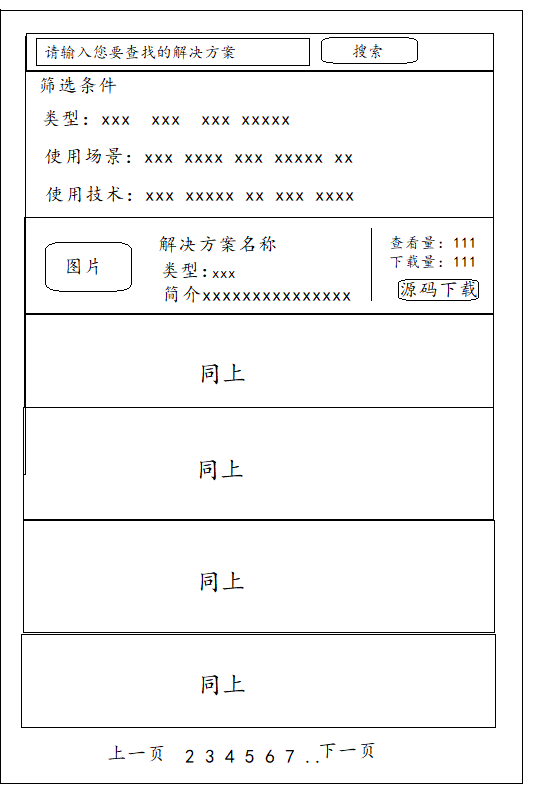 请输入您要查找的解决方案 搜索
筛选条件
类型：xxx xxx xxx xxxxx
使用场景：xxx xxxx xxx xxxxx xx
使用技术：xxx xxxxx xx xxx xxxx
图片
解决方案名称
类型：xxx
简介xxxxxxxxxxxxxxx
查看量：111
下载量：111
源码下载
同上
同上
同上
同上
上一页 2 3 4 5 6 7 ..下一页